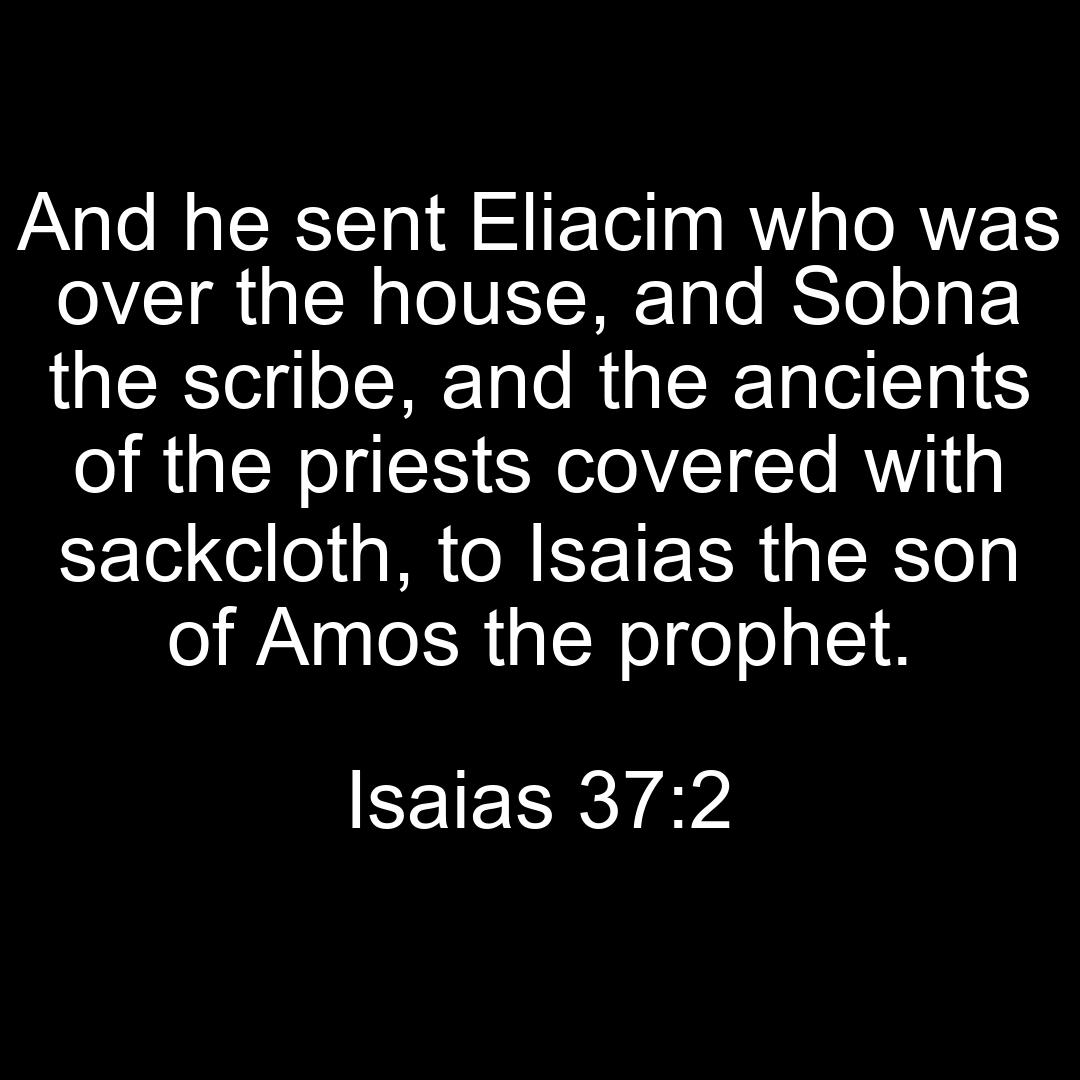 And he sent Eliacim who was
over the house, and Sobna
the scribe, and the ancients
of the priests covered with
sackcloth, to Isaias the son
of Amos the prophet.
Isaias 37:2